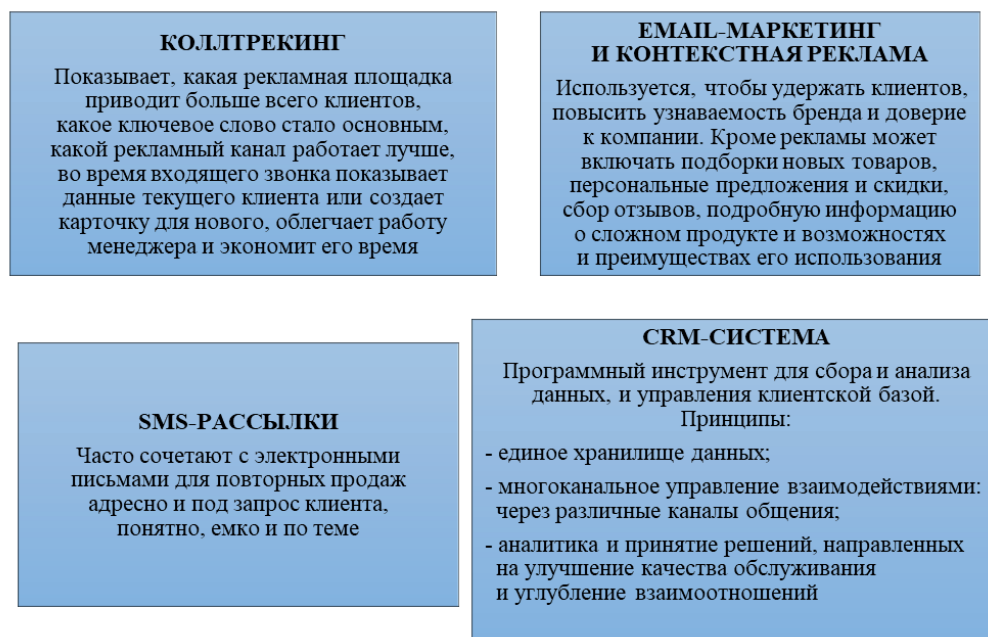 КОЛЛТРЕКИНГ
Показывает, какая рекламная площадка
приводит больше всего клиентов,
какое ключевое слово стало основным,
какой рекламный канал работает лучше,
во время входящего звонка показывает
данные текущего клиента или создает
карточку для нового, облегчает работу
менеджера и экономит его время
EMAIL-МАРКЕТИНГ
И КОНТЕКСТНАЯ РЕКЛАМА
Используется, чтобы удержать клиентов,
повысить узнаваемость бренда и доверие
к компании. Кроме рекламы может
включать подборки новых товаров,
персональные предложения и скидки,
сбор отзывов, подробную информацию
о сложном продукте и возможностях
и преимуществах его использования
SMS-РАССЫЛКИ
Часто сочетают с электронными
письмами для повторных продаж
адресно и под запрос клиента,
понятно, емко и по теме
CRM-СИСТЕМА
Программный инструмент для сбора и анализа
данных, и управления клиентской базой.
Принципы:
- единое хранилище данных;
- многоканальное управление взаимодействиями:
через различные каналы общения;
- аналитика и принятие решений, направленных
на улучшение качества обслуживания
и углубление взаимоотношений